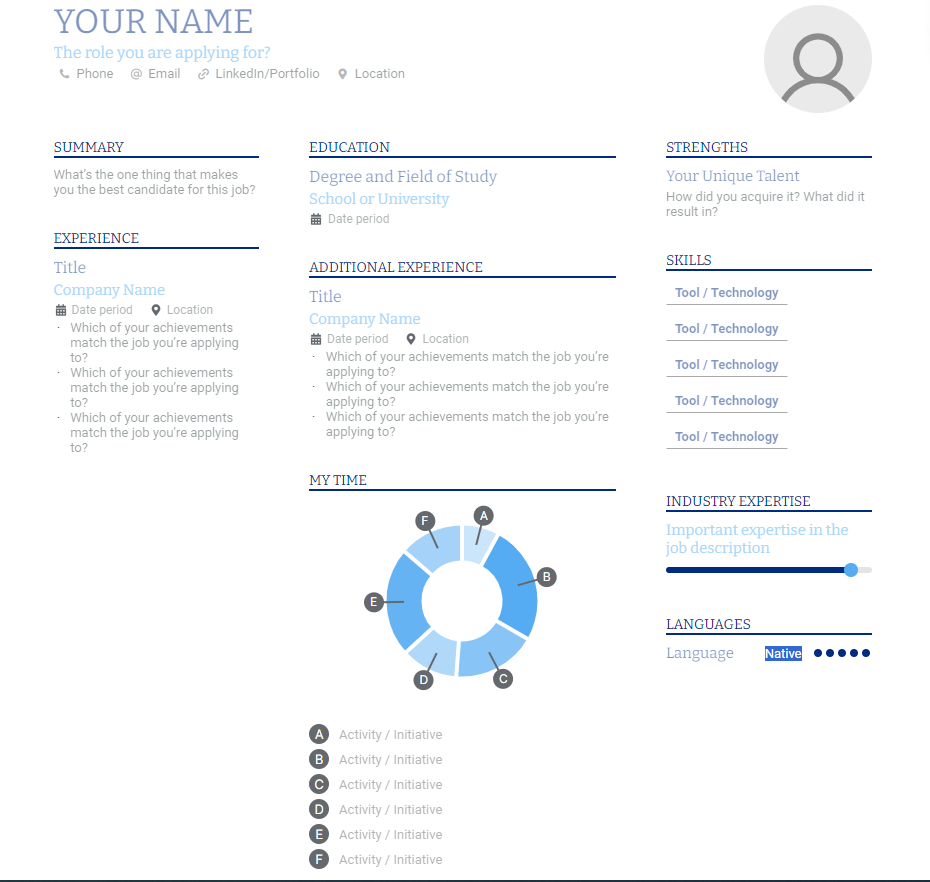 YOUR NAME
The role you are applying for?
Phone @ Email LinkedIn/Portfolio Location
SUMMARY
What's the one thing that makes
you the best candidate for this job?
EXPERIENCE
Title
Company Name
Date period Location
· Which of your achievements
match the job you're applying
to?
· Which of your achievements
match the job you're applying
to?
· Which of your achievements
match the job you're applying
to?
EDUCATION
Degree and Field of Study
School or University
Date period
ADDITIONAL EXPERIENCE
Title
Company Name
Date period Location
· Which of your achievements match the job you're
applying to?
· Which of your achievements match the job you're
applying to?
· Which of your achievements match the job you're
applying to?
MY TIME
F
A
B
E
D
C
A Activity / Initiative
B Activity / Initiative
C Activity / Initiative
D Activity / Initiative
E Activity / Initiative
F Activity / Initiative
STRENGTHS
Your Unique Talent
How did you acquire it? What did it
result in?
SKILLS
Tool / Technology
Tool / Technology
Tool / Technology
Tool / Technology
Tool / Technology
INDUSTRY EXPERTISE
Important expertise in the
job description
LANGUAGES
Language Native